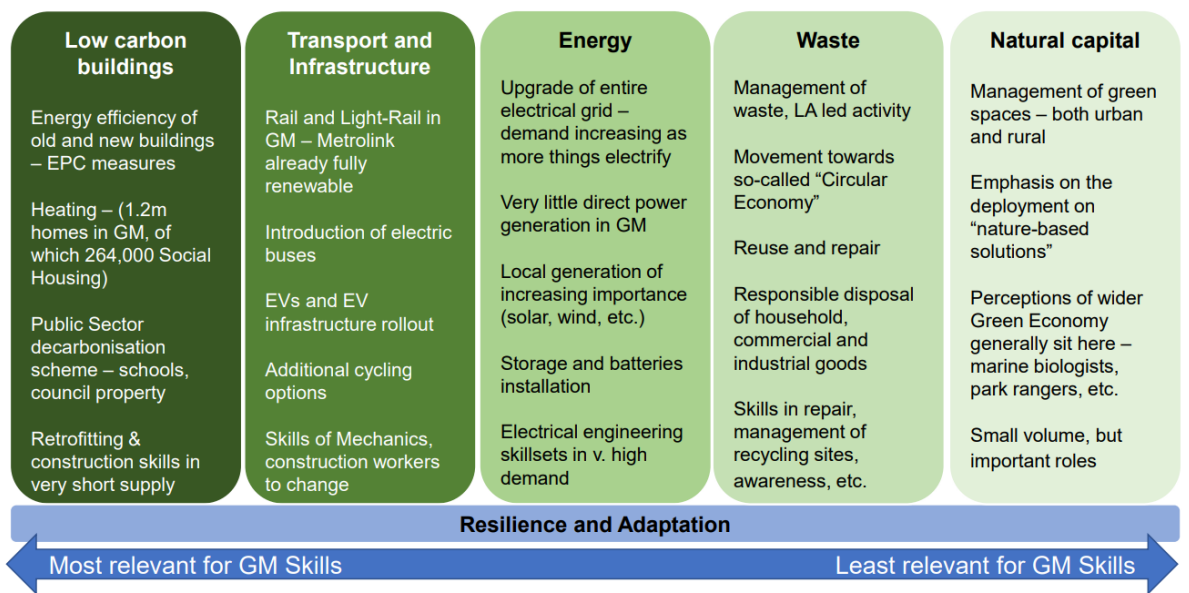 Low carbon
buildings
Energy efficiency of
old and new buildings
– EPC measures
Heating – (1.2m
homes in GM, of
which 264,000 Social
Housing)
Public Sector
decarbonisation
scheme – schools,
council property
Retrofitting &
construction skills in
very short supply
Transport and
Infrastructure
Rail and Light-Rail in
GM – Metrolink
already fully
renewable
Introduction of electric
buses
EVs and EV
infrastructure rollout
Additional cycling
options
Skills of Mechanics,
construction workers
to change
Energy
Upgrade of entire
electrical grid –
demand increasing as
more things electrify
Very little direct power
generation in GM
Local generation of
increasing importance
(solar, wind, etc.)
Storage and batteries
installation
Electrical engineering
skillsets in v. high
demand
Waste
Management of
waste, LA led activity
Movement towards
so-called “Circular
Economy”
Reuse and repair
Responsible disposal
of household,
commercial and
industrial goods
Skills in repair,
management of
recycling sites,
awareness, etc.
Natural capital
Management of green
spaces – both urban
and rural
Emphasis on the
deployment on
“nature-based
solutions”
Perceptions of wider
Green Economy
generally sit here –
marine biologists,
park rangers, etc.
Small volume, but
important roles
Resilience and Adaptation
Most relevant for GM Skills
Least relevant for GM Skills